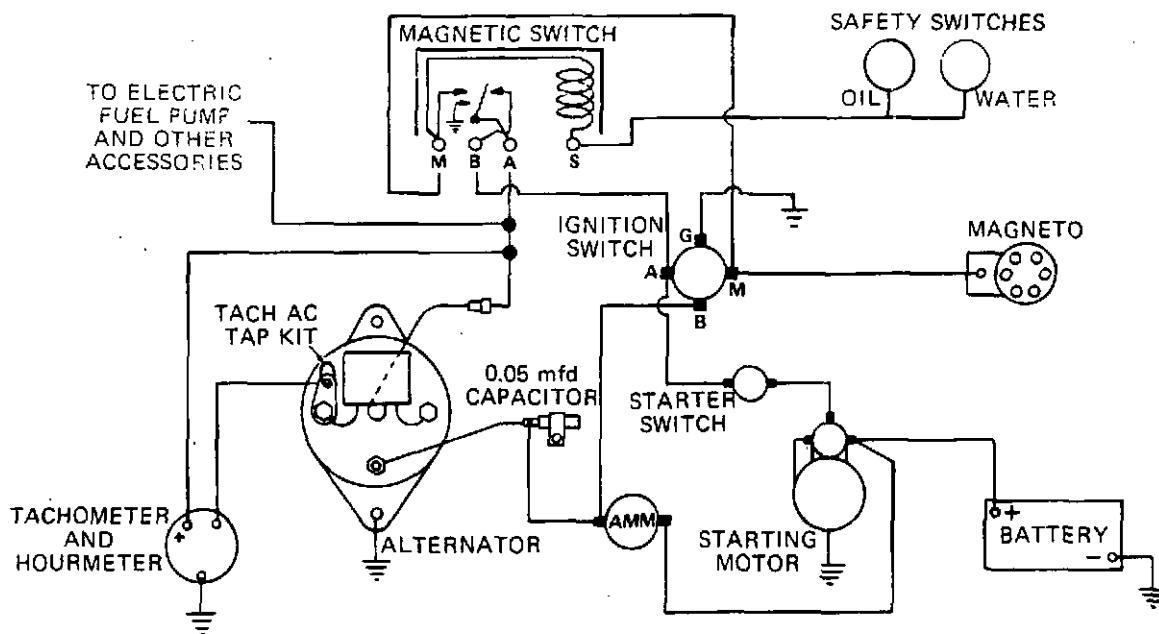 MAGNETIC SWITCH
SAFETY SWITCHES
OIL
WATER
TO ELECTRIC
FUEL PUMP
AND OTHER
ACCESSORIES
M
B
A
S
IGNITION
SWITCH
G
A
M
B
MAGNETO
TACH AC
TAP KIT
0.05 mfd
CAPACITOR
STARTER
SWITCH
TACHOMETER
AND
HOURMETER
+
ALTERNATOR
AMM
STARTING
MOTOR
+
BATTERY
-